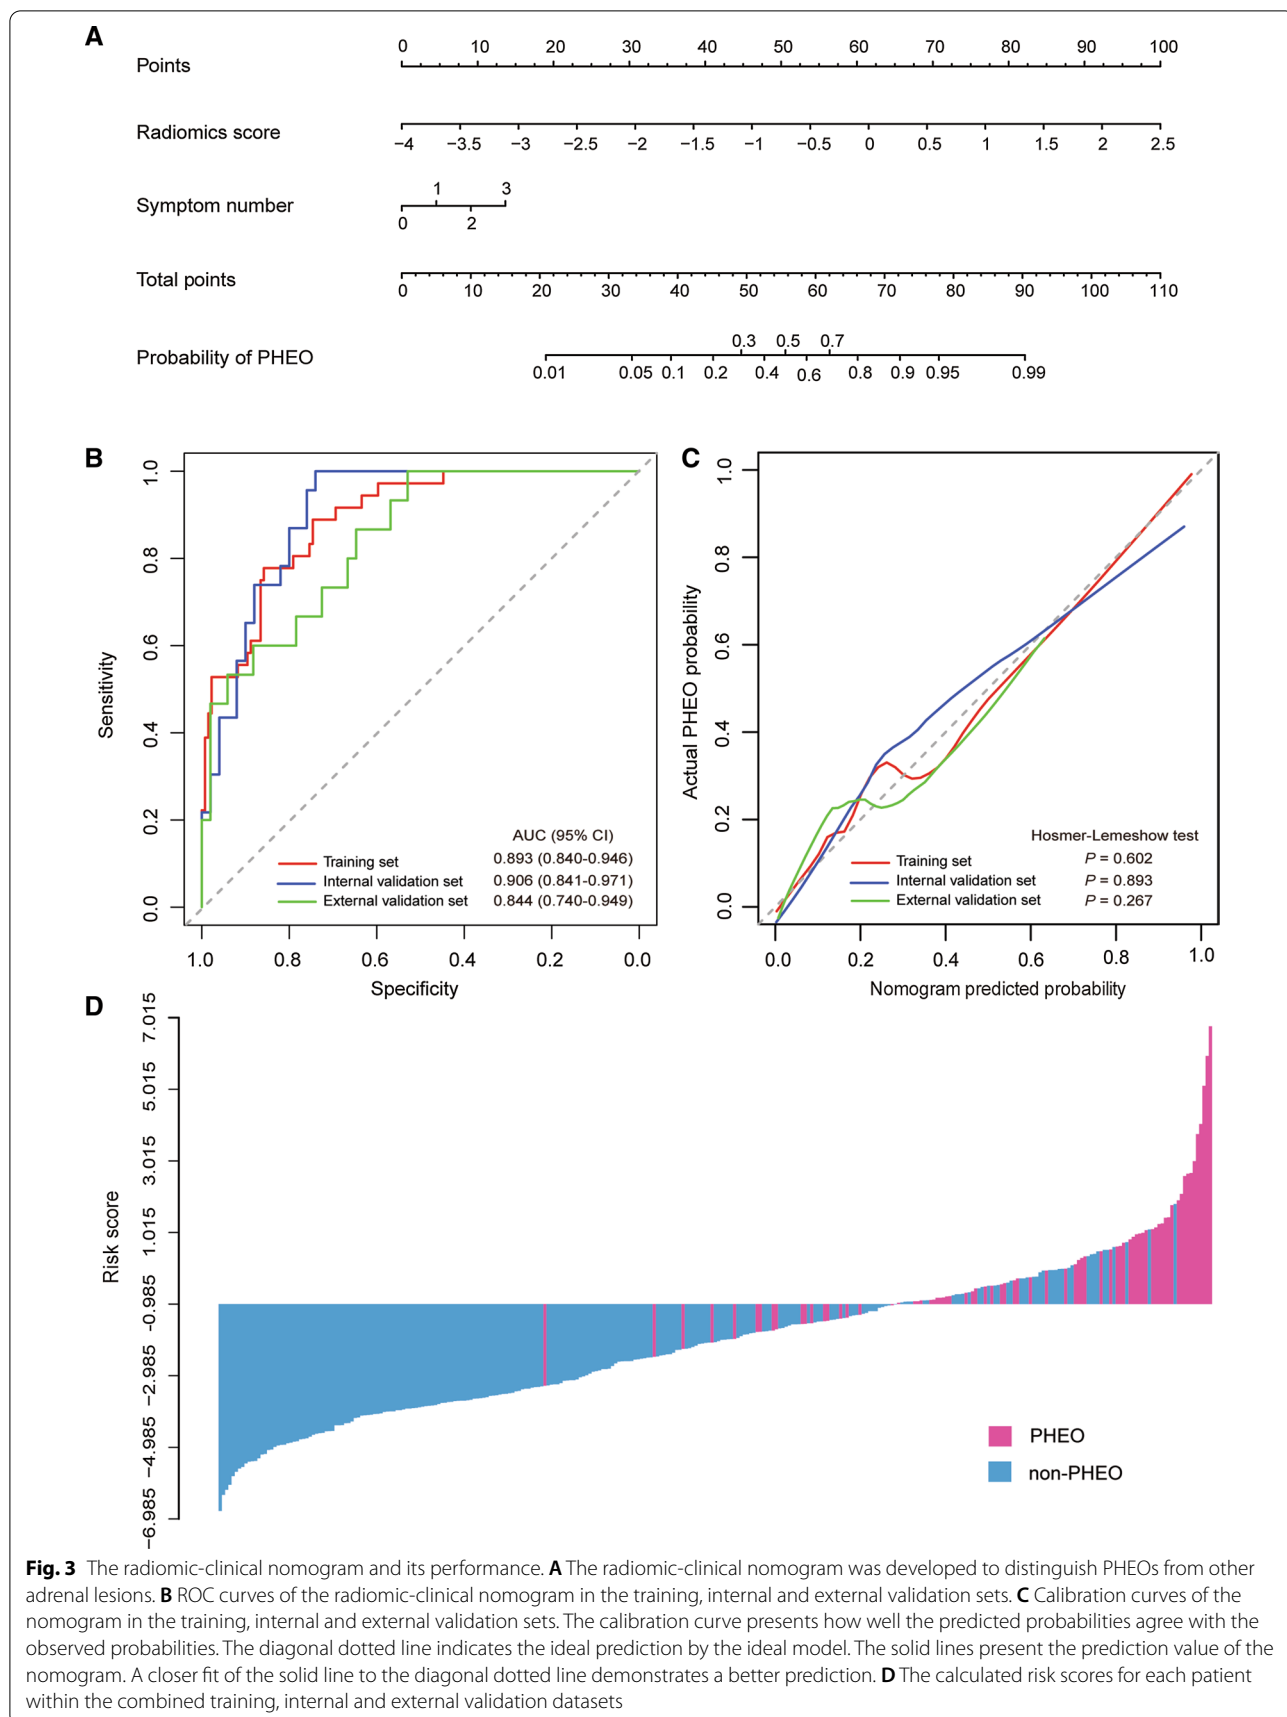 A
Points
0 10 20 30 40 50 60 70 80 90 100
Radiomics score
−4 −3.5 −3 −2.5 −2 −1.5 −1 −0.5 0 0.5 1 1.5 2 2.5
1 3
Symptom number
0 2
Total points
0 10 20 30 40 50 60 70 80 90 100 110
0.3 0.5 0.7
Probability of PHEO
0.01 0.05 0.1 0.2 0.4 0.6 0.8 0.9 0.95 0.99
B
Sensitivity
1.0
0.8
0.6
0.4
0.2
0.0
AUC (95% CI)
Training set 0.893 (0.840-0.946)
Internal validation set 0.906 (0.841-0.971)
External validation set 0.844 (0.740-0.949)
1.0 0.8 0.6 0.4 0.2 0.0
Specificity
C
Actual PHEO probability
1.0
0.8
0.6
0.4
0.2
0.0
Hosmer-Lemeshow test
Training set P = 0.602
Internal validation set P = 0.893
External validation set P = 0.267
0.0 0.2 0.4 0.6 0.8 1.0
Nomogram predicted probability
D
Risk score
7.015
5.015
3.015
1.015
−0.985
−2.985
−4.985
−6.985
PHEO
non-PHEO
Fig. 3 The radiomic-clinical nomogram and its performance. A The radiomic-clinical nomogram was developed to distinguish PHEOs from other
adrenal lesions. B ROC curves of the radiomic-clinical nomogram in the training, internal and external validation sets. C Calibration curves of the
nomogram in the training, internal and external validation sets. The calibration curve presents how well the predicted probabilities agree with the
observed probabilities. The diagonal dotted line indicates the ideal prediction by the ideal model. The solid lines present the prediction value of the
nomogram. A closer fit of the solid line to the diagonal dotted line demonstrates a better prediction. D The calculated risk scores for each patient
within the combined training, internal and external validation datasets